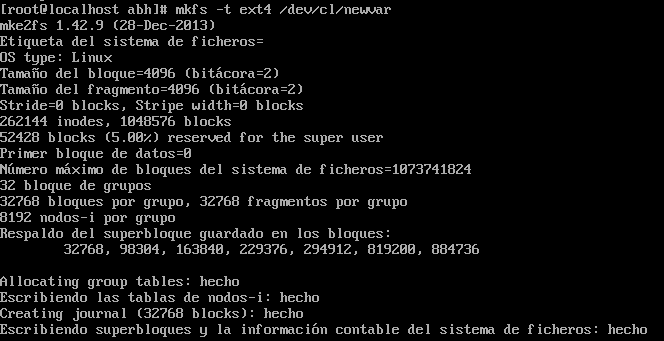 [root@localhost abh]# mkfs -t ext4 /dev/cl/newvar
mke2fs 1.42.9 (28-Dec-2013)
Etiqueta del sistema de ficheros=
OS type: Linux
Tamaño del bloque=4096 (bitácora=2)
Tamaño del fragmento=4096 (bitácora=2)
Stride=0 blocks, Stripe width=0 blocks
262144 inodes, 1048576 blocks
52428 blocks (5.00%) reserved for the super user
Primer bloque de datos=0
Número máximo de bloques del sistema de ficheros=1073741824
32 bloque de grupos
32768 bloques por grupo, 32768 fragmentos por grupo
8192 nodos-i por grupo
Respaldo del superbloque guardado en los bloques:
32768, 98304, 163840, 229376, 294912, 819200, 884736
Allocating group tables: hecho
Escribiendo las tablas de nodos-i: hecho
Creating journal (32768 blocks): hecho
Escribiendo superbloques y la información contable del sistema de ficheros: hecho